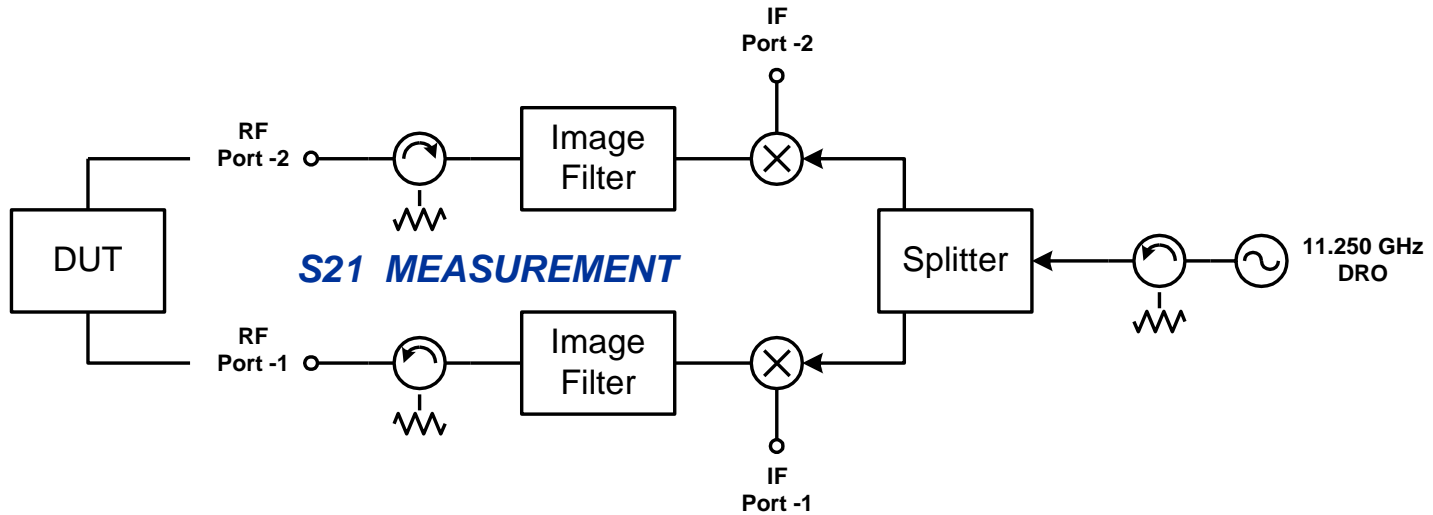 IF
Port -2
RF
Port -2
Image
Filter
DUT
S21 MEASUREMENT
Splitter
11.250 GHz
DRO
RF
Port -1
Image
Filter
IF
Port -1